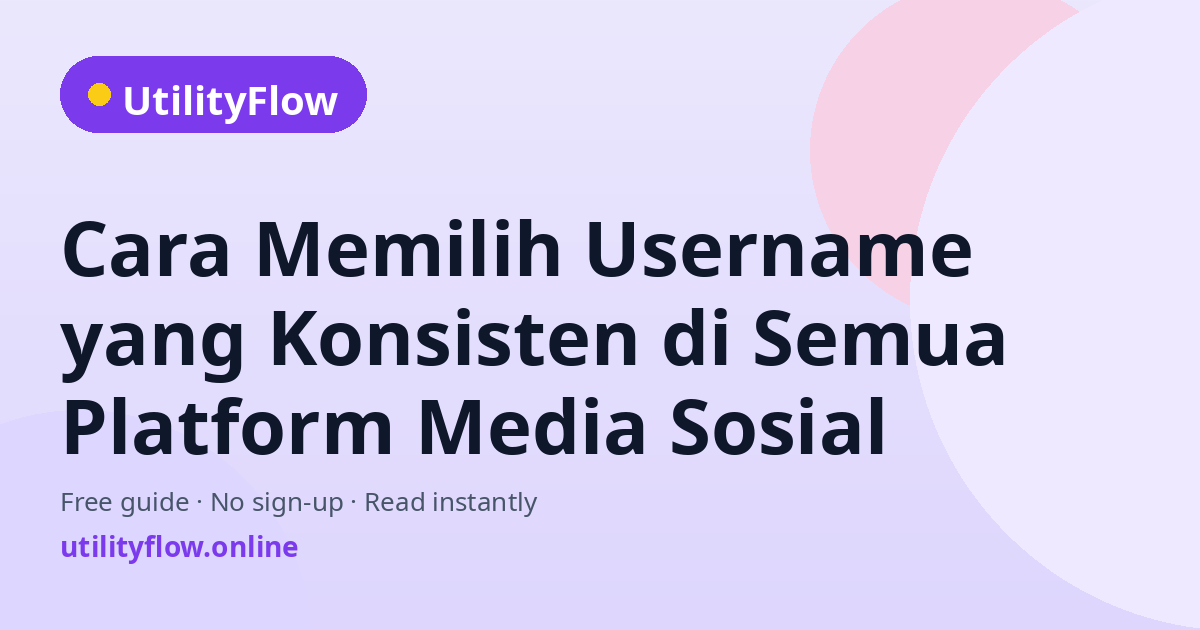 UtilityFlow
Cara Memilih Username
yang Konsisten di Semua
Platform Media Sosial
Free guide · No sign-up · Read instantly
utilityflow.online